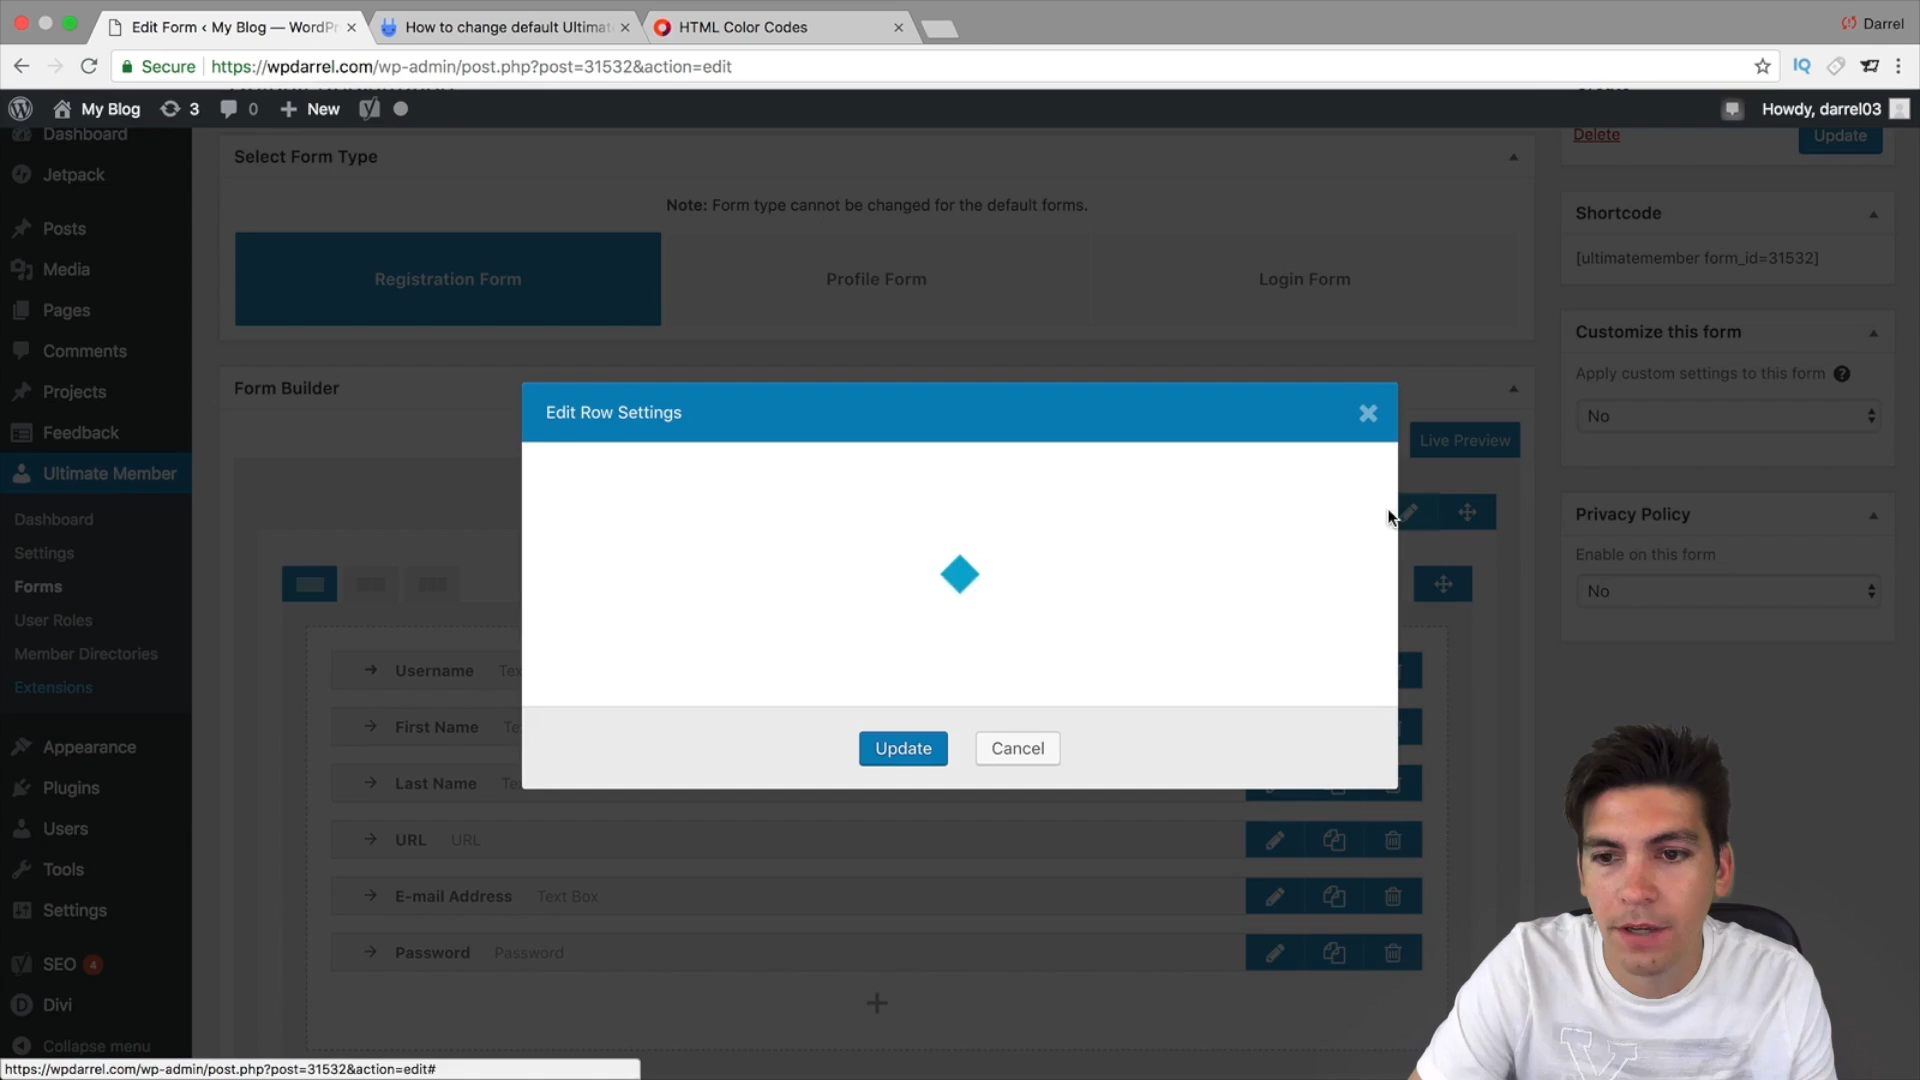 Edit Form ‹ My Blog — WordPr
How to change default Ultimat
HTML Color Codes
Darrel
Secure
https://wpdarrel.com/wp-admin/post.php?post=31532&action=edit
IQ
My Blog
3
0
New
Howdy, darrel03
Dashboard
Jetpack
Posts
Media
Pages
Comments
Projects
Feedback
Ultimate Member
Dashboard
Settings
Forms
User Roles
Member Directories
Extensions
Appearance
Plugins
Users
Tools
Settings
SEO 4
Divi
Collapse menu
Select Form Type
Note: Form type cannot be changed for the default forms.
Registration Form
Profile Form
Login Form
Form Builder
Live Preview
Edit Row Settings
Update
Cancel
Username
First Name
Last Name
URL URL
E-mail Address Text Box
Password Password
Delete
Update
Shortcode
[ultimatemember form_id=31532]
Customize this form
Apply custom settings to this form ?
No
Privacy Policy
Enable on this form
No
https://wpdarrel.com/wp-admin/post.php?post=31532&action=edit#